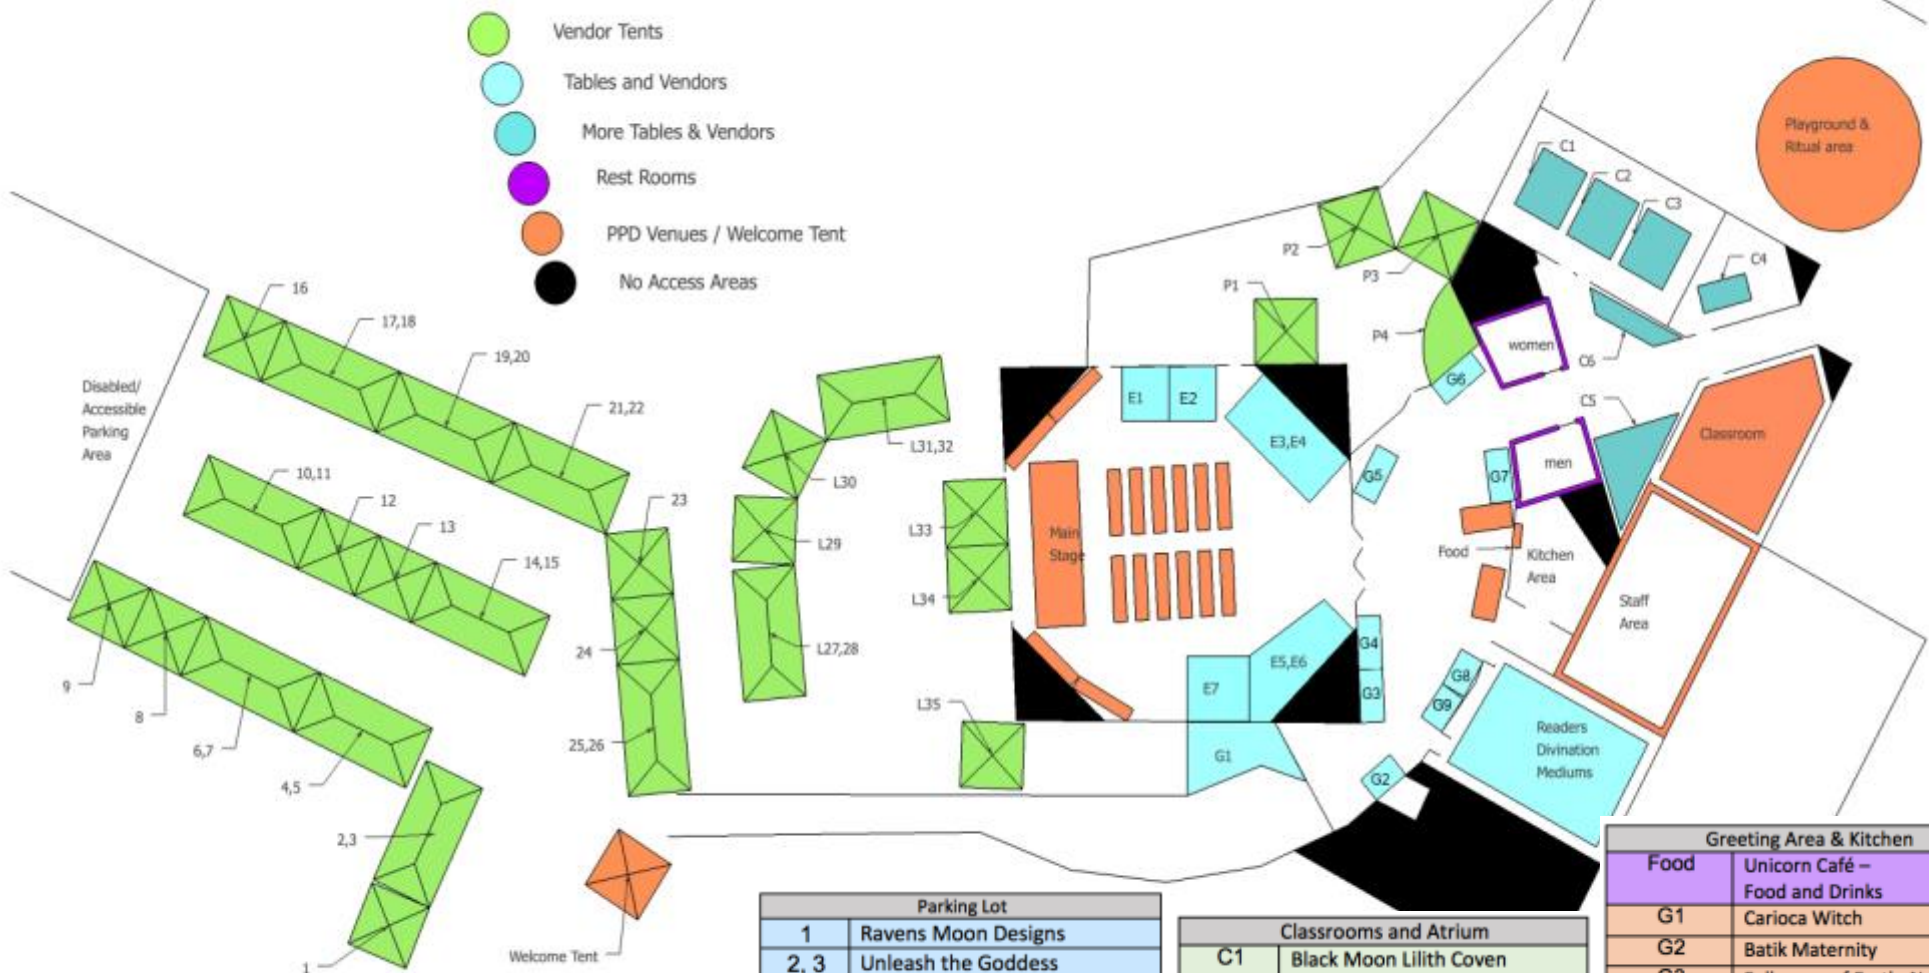 Vendor Tents
Tables and Vendors
More Tables & Vendors
Rest Rooms
PPD Venues / Welcome Tent
No Access Areas
Playground &
Ritual area
C1
C2
C3
C4
C6
C5
P2
P3
P1
P4
women
G6
men
G7
G5
Classroom
Disabled/
Accessible
Parking
Area
16
17,18
19,20
21,22
10,11
12
13
14,15
23
24
25,26
9
8
6,7
4,5
2,3
1
L31,32
L30
L29
L27,28
L33
L34
L35
Main
Stage
E1
E2
E3,E4
E5,E6
E7
G4
G3
G1
G2
G8
G9
Food
Kitchen
Area
Staff
Area
Readers
Divination
Mediums
Welcome Tent
Parking Lot
1 Ravens Moon Designs
2, 3 Unleash the Goddess
Classrooms and Atrium
C1 Black Moon Lilith Coven
Greeting Area & Kitchen
Food Unicorn Café –
Food and Drinks
G1 Carioca Witch
G2 Batik Maternity